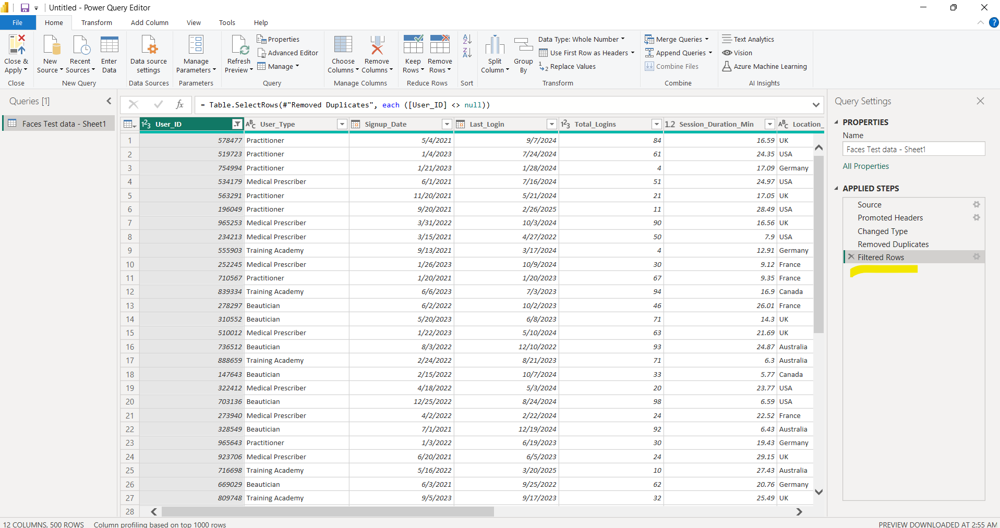 Untitled - Power Query Editor
File Home Transform Add Column View Tools Help
Close & Apply
Close
New Source
Recent Sources
Enter Data
New Query
Data source settings
Data Sources
Manage Parameters
Parameters
Refresh Preview
Properties
Advanced Editor
Manage
Query
Choose Columns
Remove Columns
Manage Columns
Keep Rows
Remove Rows
Reduce Rows
Sort
Split Column
Group By
Data Type: Whole Number
Use First Row as Headers
Replace Values
Transform
Merge Queries
Append Queries
Combine Files
Combine
Text Analytics
Vision
Azure Machine Learning
AI Insights
Queries [1]
Faces Test data - Sheet1
= Table.SelectRows(#"Removed Duplicates", each ([User_ID] <> null))
User_ID User_Type Signup_Date Last_Login Total_Logins 1.2 Session_Duration_Min Location_
1 578477 Practitioner 5/4/2021 9/7/2024 84 16.59 UK
2 519723 Practitioner 1/4/2023 7/24/2024 61 24.35 USA
3 754994 Practitioner 1/21/2023 1/28/2024 4 17.09 Germany
4 534179 Medical Prescriber 6/1/2021 7/16/2024 51 24.97 USA
5 563291 Practitioner 11/20/2021 5/21/2024 21 17.05 UK
6 196049 Practitioner 9/20/2021 2/26/2025 11 28.49 USA
7 965253 Medical Prescriber 3/31/2022 10/3/2024 90 16.56 UK
8 234213 Medical Prescriber 3/15/2021 4/27/2022 50 7.9 USA
9 555903 Training Academy 9/13/2021 3/17/2024 4 12.91 Germany
10 252245 Medical Prescriber 1/26/2023 10/9/2024 30 9.12 France
11 710567 Practitioner 1/20/2021 1/20/2023 67 9.35 France
12 839334 Training Academy 6/6/2023 7/3/2023 94 16.9 Canada
13 278297 Beautician 6/2/2022 10/2/2023 46 26.01 France
14 310552 Beautician 5/20/2023 6/8/2023 71 14.3 UK
15 510012 Medical Prescriber 1/22/2023 5/10/2024 63 21.69 UK
16 736512 Beautician 8/3/2022 12/10/2022 93 24.87 Australia
17 888659 Training Academy 2/24/2022 8/21/2023 71 6.3 Australia
18 147643 Beautician 2/15/2022 10/7/2024 33 5.77 Canada
19 322412 Medical Prescriber 4/18/2022 5/3/2024 20 23.77 USA
20 703136 Beautician 12/25/2022 8/24/2024 98 6.59 USA
21 273940 Medical Prescriber 4/2/2022 2/22/2024 24 22.52 France
22 328549 Beautician 7/1/2021 12/19/2024 92 6.43 Australia
23 965643 Practitioner 1/3/2022 6/19/2023 30 19.43 Germany
24 923706 Medical Prescriber 6/20/2021 6/5/2023 24 29.15 UK
25 716698 Training Academy 5/16/2022 3/20/2025 10 27.43 Australia
26 669029 Beautician 6/3/2021 9/25/2022 62 20.76 Germany
27 809748 Training Academy 9/5/2023 9/17/2023 32 25.49 UK
28
Query Settings
PROPERTIES
Name
Faces Test data - Sheet1
All Properties
APPLIED STEPS
Source
Promoted Headers
Changed Type
Removed Duplicates
Filtered Rows
12 COLUMNS, 500 ROWS Column profiling based on top 1000 rows
PREVIEW DOWNLOADED AT 2:55 AM